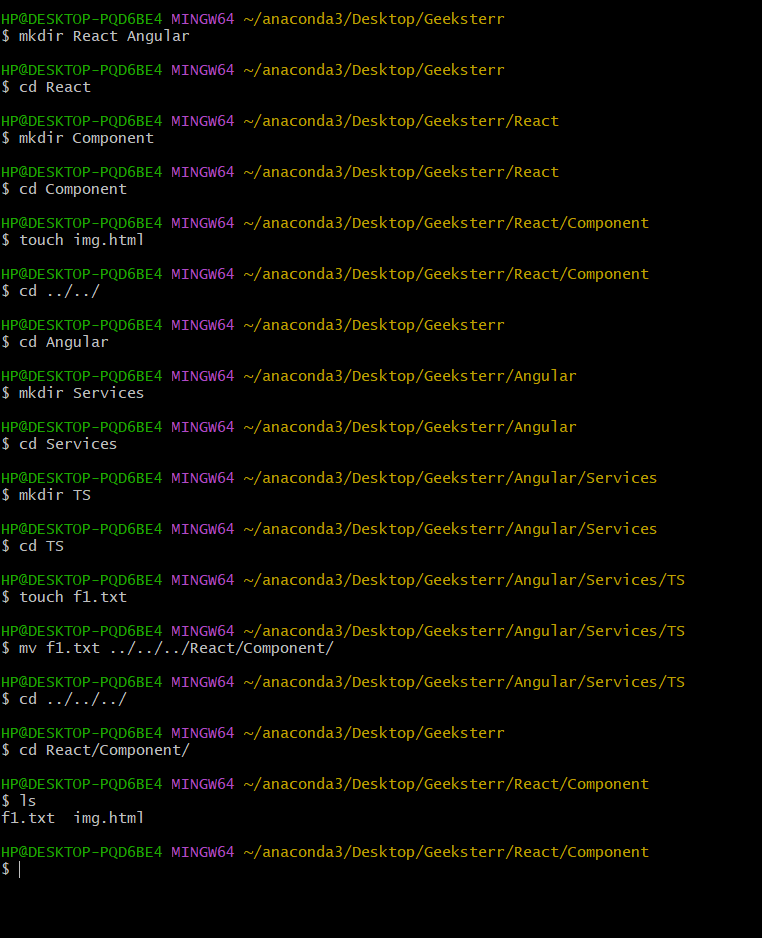 HP@DESKTOP-PQD6BE4 MINGW64 ~/anaconda3/Desktop/Geeksterr
$ mkdir React Angular
HP@DESKTOP-PQD6BE4 MINGW64 ~/anaconda3/Desktop/Geeksterr
$ cd React
HP@DESKTOP-PQD6BE4 MINGW64 ~/anaconda3/Desktop/Geeksterr/React
$ mkdir Component
HP@DESKTOP-PQD6BE4 MINGW64 ~/anaconda3/Desktop/Geeksterr/React
$ cd Component
HP@DESKTOP-PQD6BE4 MINGW64 ~/anaconda3/Desktop/Geeksterr/React/Component
$ touch img.html
HP@DESKTOP-PQD6BE4 MINGW64 ~/anaconda3/Desktop/Geeksterr/React/Component
$ cd ../../
HP@DESKTOP-PQD6BE4 MINGW64 ~/anaconda3/Desktop/Geeksterr
$ cd Angular
HP@DESKTOP-PQD6BE4 MINGW64 ~/anaconda3/Desktop/Geeksterr/Angular
$ mkdir Services
HP@DESKTOP-PQD6BE4 MINGW64 ~/anaconda3/Desktop/Geeksterr/Angular
$ cd Services
HP@DESKTOP-PQD6BE4 MINGW64 ~/anaconda3/Desktop/Geeksterr/Angular/Services
$ mkdir TS
HP@DESKTOP-PQD6BE4 MINGW64 ~/anaconda3/Desktop/Geeksterr/Angular/Services
$ cd TS
HP@DESKTOP-PQD6BE4 MINGW64 ~/anaconda3/Desktop/Geeksterr/Angular/Services/TS
$ touch f1.txt
HP@DESKTOP-PQD6BE4 MINGW64 ~/anaconda3/Desktop/Geeksterr/Angular/Services/TS
$ mv f1.txt ../../../React/Component/
HP@DESKTOP-PQD6BE4 MINGW64 ~/anaconda3/Desktop/Geeksterr/Angular/Services/TS
$ cd ../../../
HP@DESKTOP-PQD6BE4 MINGW64 ~/anaconda3/Desktop/Geeksterr
$ cd React/Component/
HP@DESKTOP-PQD6BE4 MINGW64 ~/anaconda3/Desktop/Geeksterr/React/Component
$ ls
f1.txt  img.html
HP@DESKTOP-PQD6BE4 MINGW64 ~/anaconda3/Desktop/Geeksterr/React/Component
$